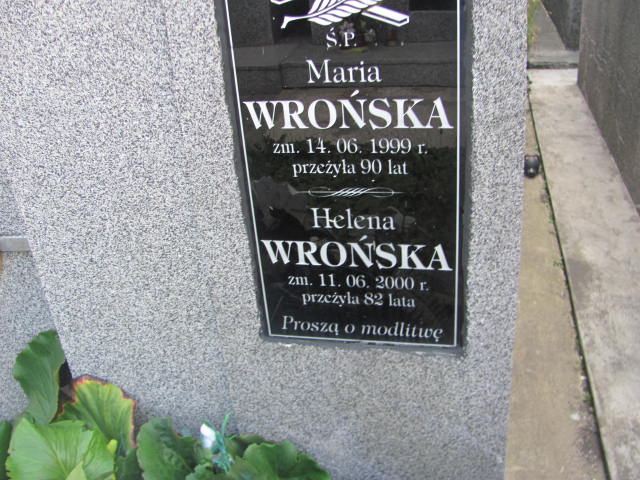 Ś.P.
Maria
WROŃSKA
zm. 14. 06. 1999 r.
przeżyła 90 lat
Helena
WROŃSKA
zm. 11. 06. 2000 r.
przeżyła 82 lata
Proszą o modlitwę